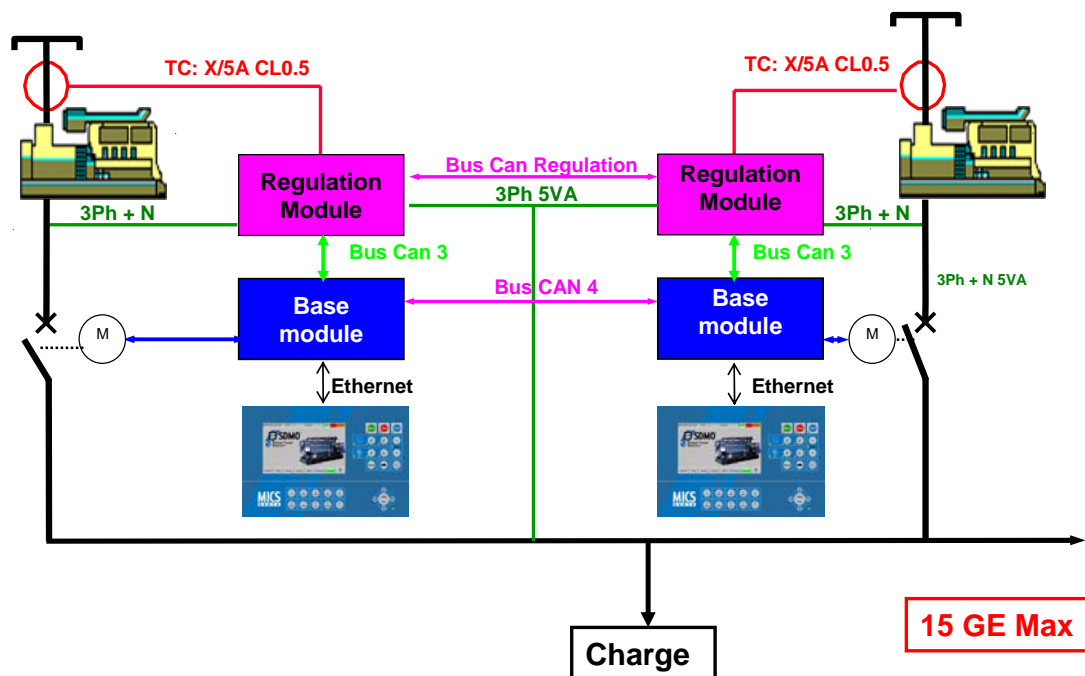 TC: X/5A CL0.5
TC: X/5A CL0.5
Regulation
Module
Bus Can Regulation
Regulation
Module
3Ph + N
3Ph 5VA
3Ph + N
Bus Can 3
Bus Can 3
3Ph + N 5VA
Base
module
Bus CAN 4
Base
module
M
M
Ethernet
Ethernet
SDMO
SDMO
MICS
MICS
Charge
15 GE Max